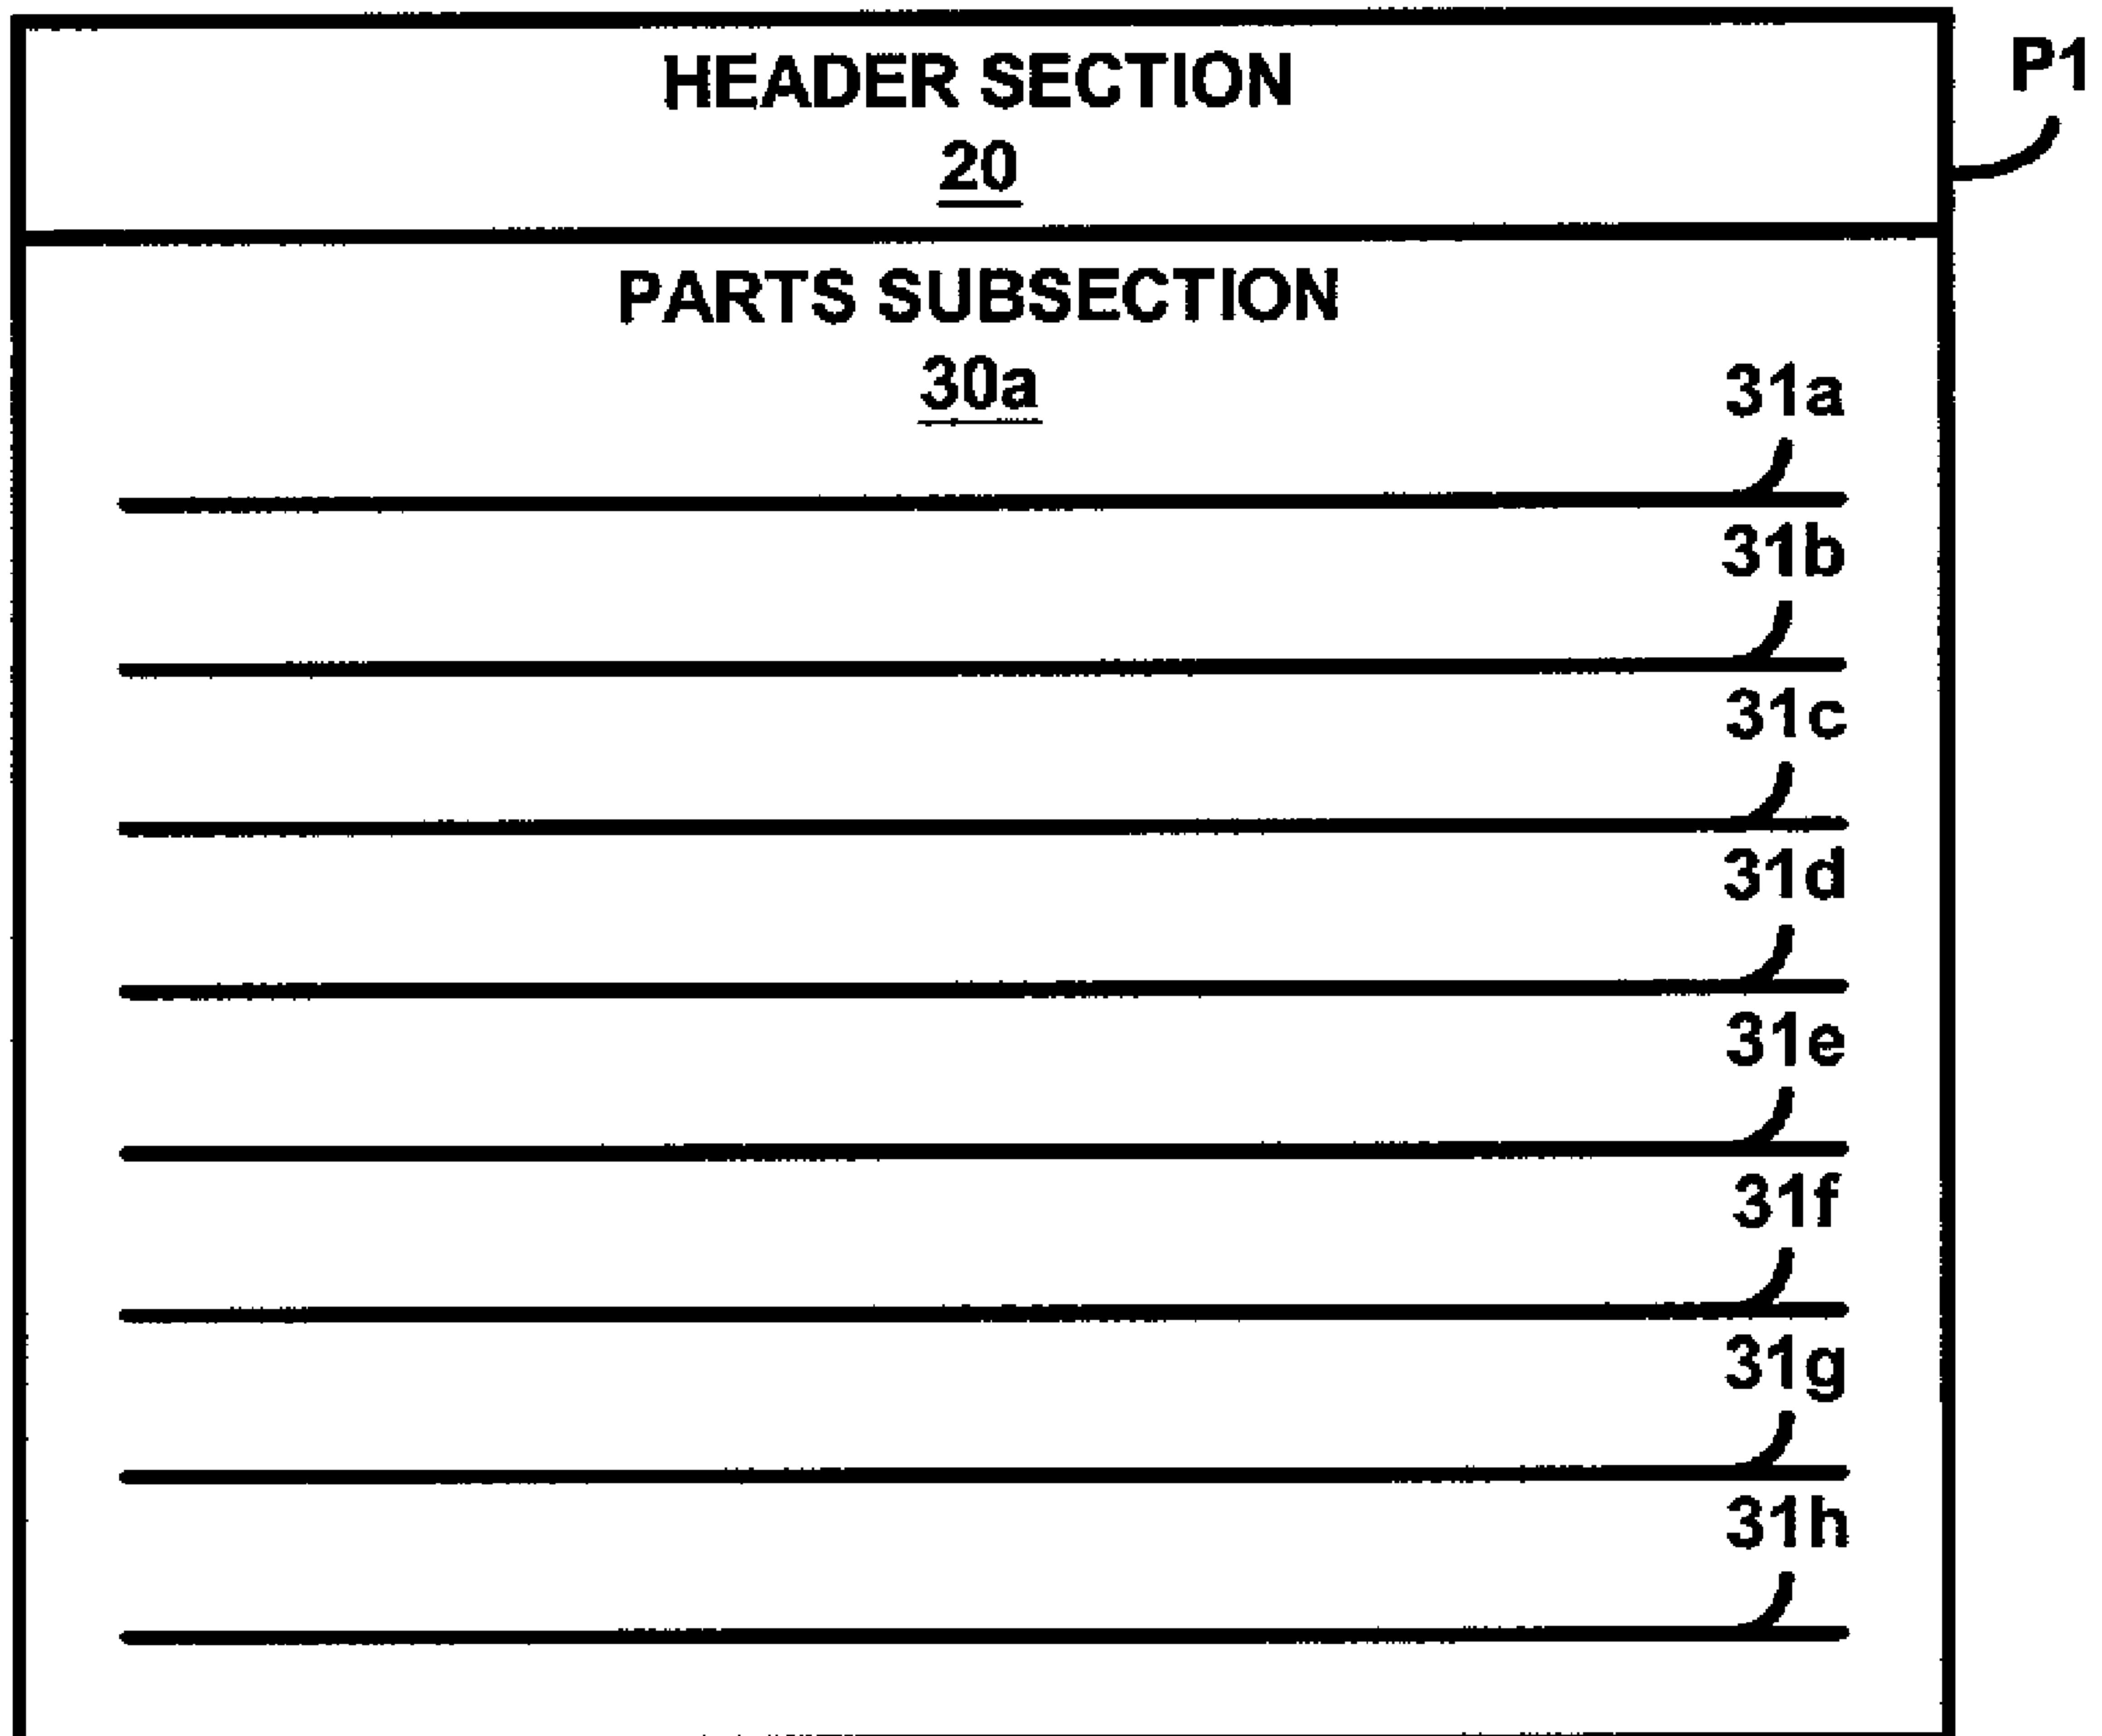 HEADER SECTION
P1
20
PARTS SUBSECTION
30a
31a
31b
31c
31d
31e
31f
31g
31h